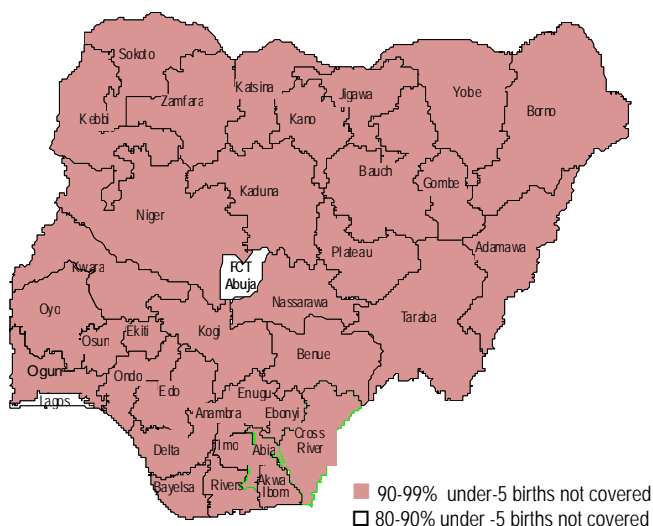 Sokoto
Katsina
Jigawa
Yobe
Borno
Zamfara
Kebbi
Kano
Bauch
Gombe
Kaduna
Niger
Plateau
Adamawa
FCT
Abuja
Kwara
Nassarawa
Taraba
Oyo
Osun
Ekiti
Kogi
Benue
Ogun
Ondo
Edo
Enugu
Lagos
Anambra
Ebonyi
Cross
River
Delta
Imo
Abia
Bayelsa
Rivers
Akwa
Ibom
90-99% under-5 births not covered
80-90% under -5 births not covered